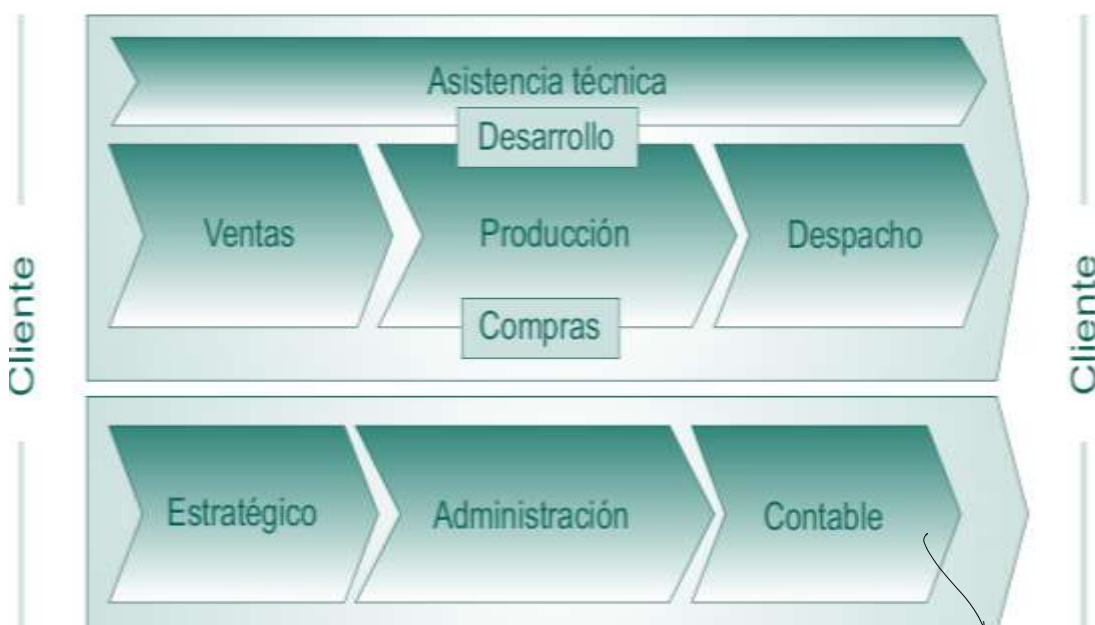 Asistencia técnica
Desarrollo
Ventas
Producción
Despacho
Compras
Cliente
Cliente
Estratégico
Administración
Contable